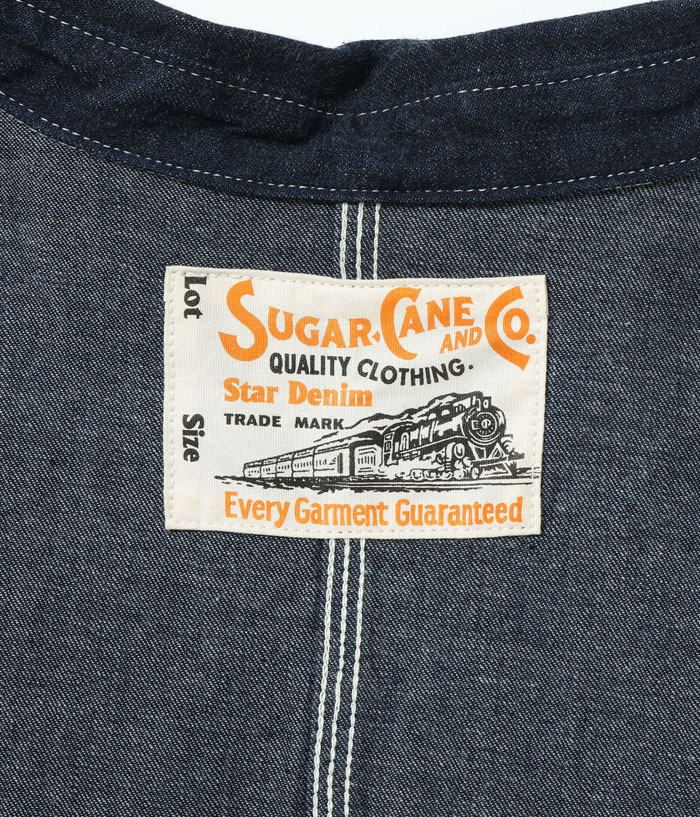 Lot
Size
SUGAR CANE AND CO.
QUALITY CLOTHING.
Star Denim
TRADE MARK
Every Garment Guaranteed